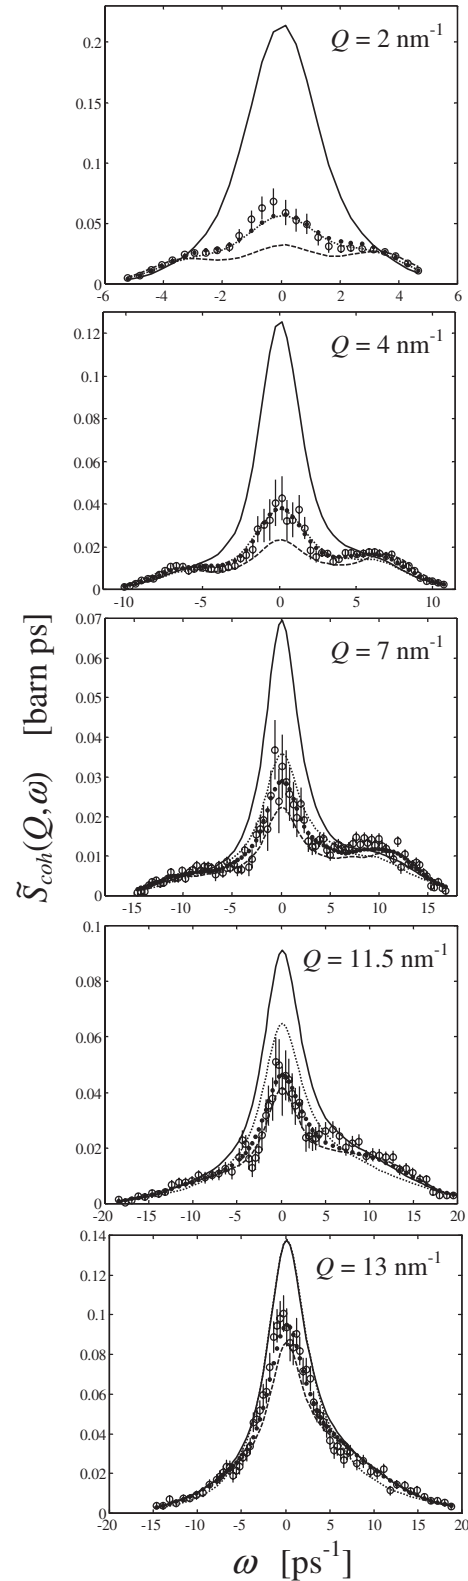 Q = 2 nm⁻¹
0.2
0.15
0.1
0.05
0
-6 -4 -2 0 2 4 6
Q = 4 nm⁻¹
0.12
0.1
0.08
0.06
0.04
0.02
0
-10 -5 0 5 10
S̃coh(Q,ω) [barn ps]
Q = 7 nm⁻¹
0.07
0.06
0.05
0.04
0.03
0.02
0.01
0
-15 -10 -5 0 5 10 15
Q = 11.5 nm⁻¹
0.1
0.08
0.06
0.04
0.02
0
-20 -15 -10 -5 0 5 10 15 20
Q = 13 nm⁻¹
0.14
0.12
0.1
0.08
0.06
0.04
0.02
0
-20 -15 -10 -5 0 5 10 15 20
ω [ps⁻¹]